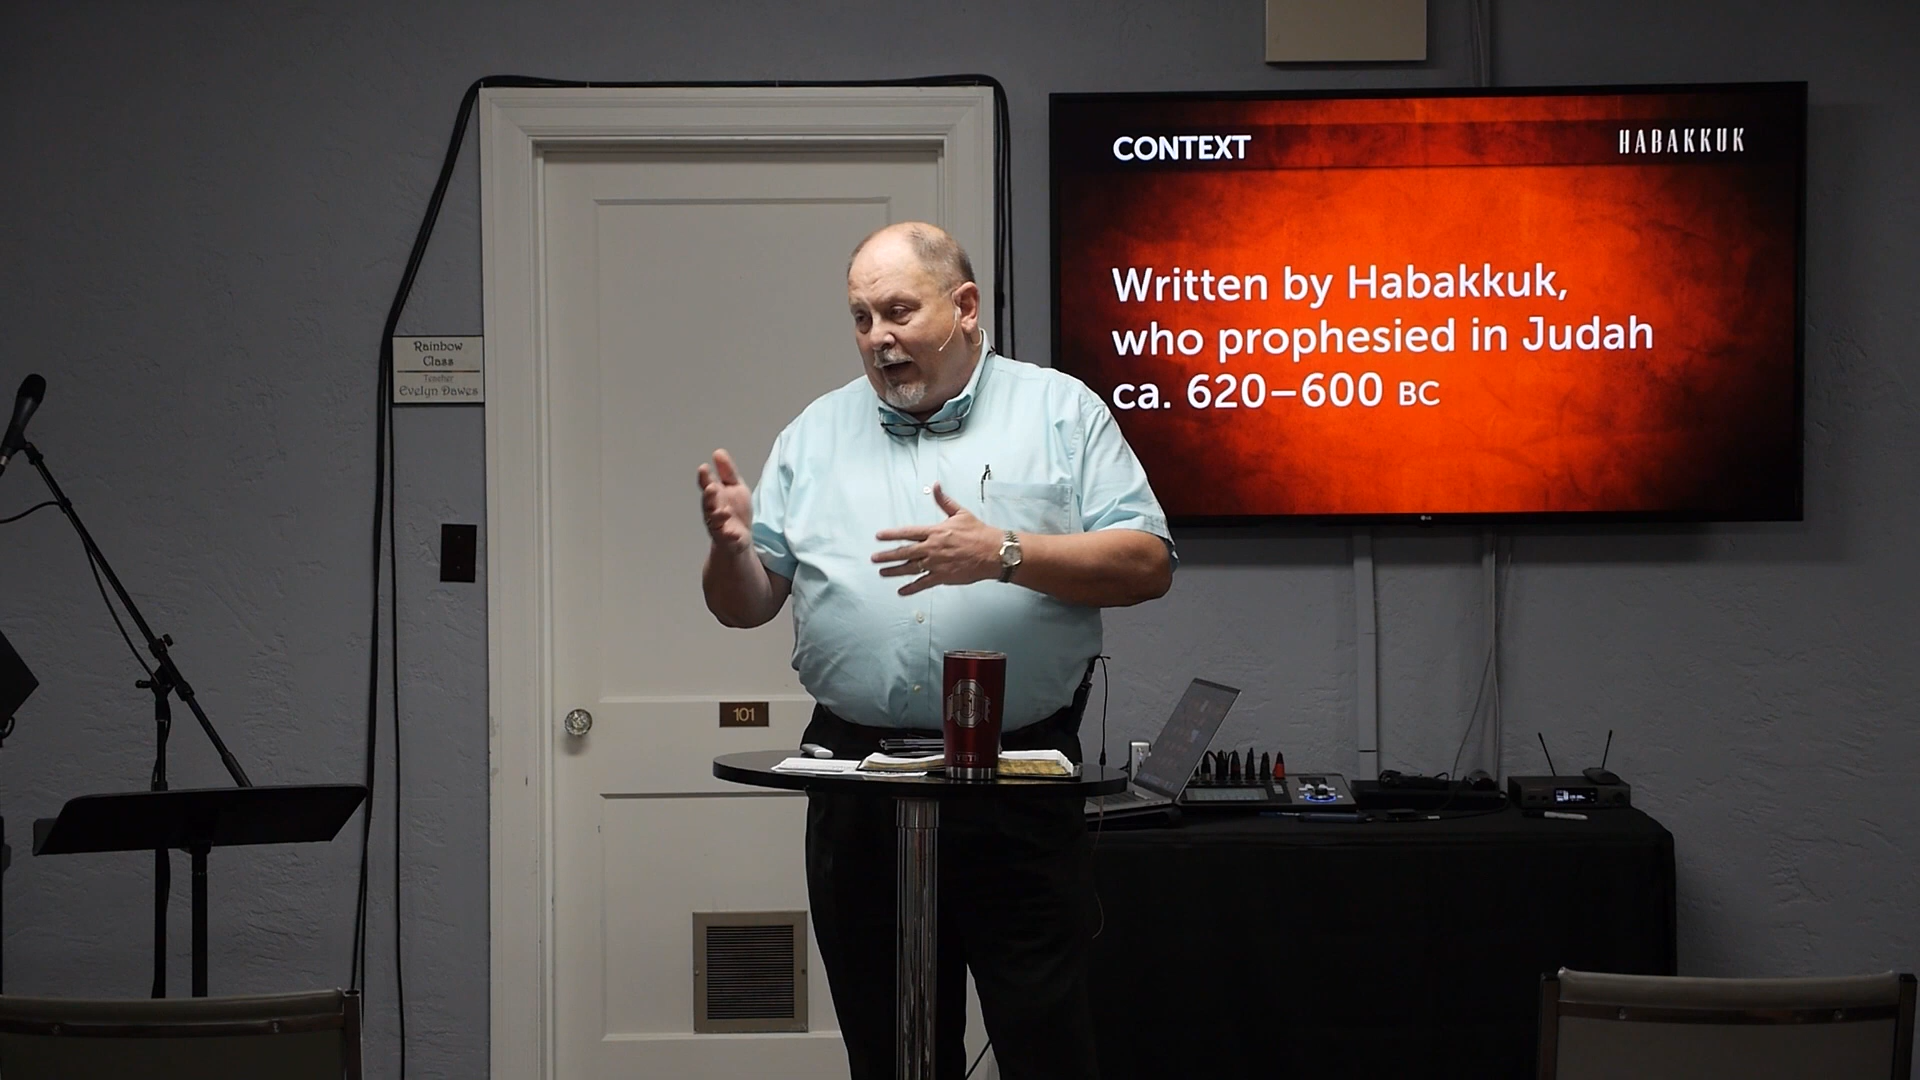 CONTEXT
HABAKKUK
Written by Habakkuk,
who prophesied in Judah
ca. 620–600 BC
Rainbow
Class
Teacher
Evelyn Dawes
101
YETI
LG